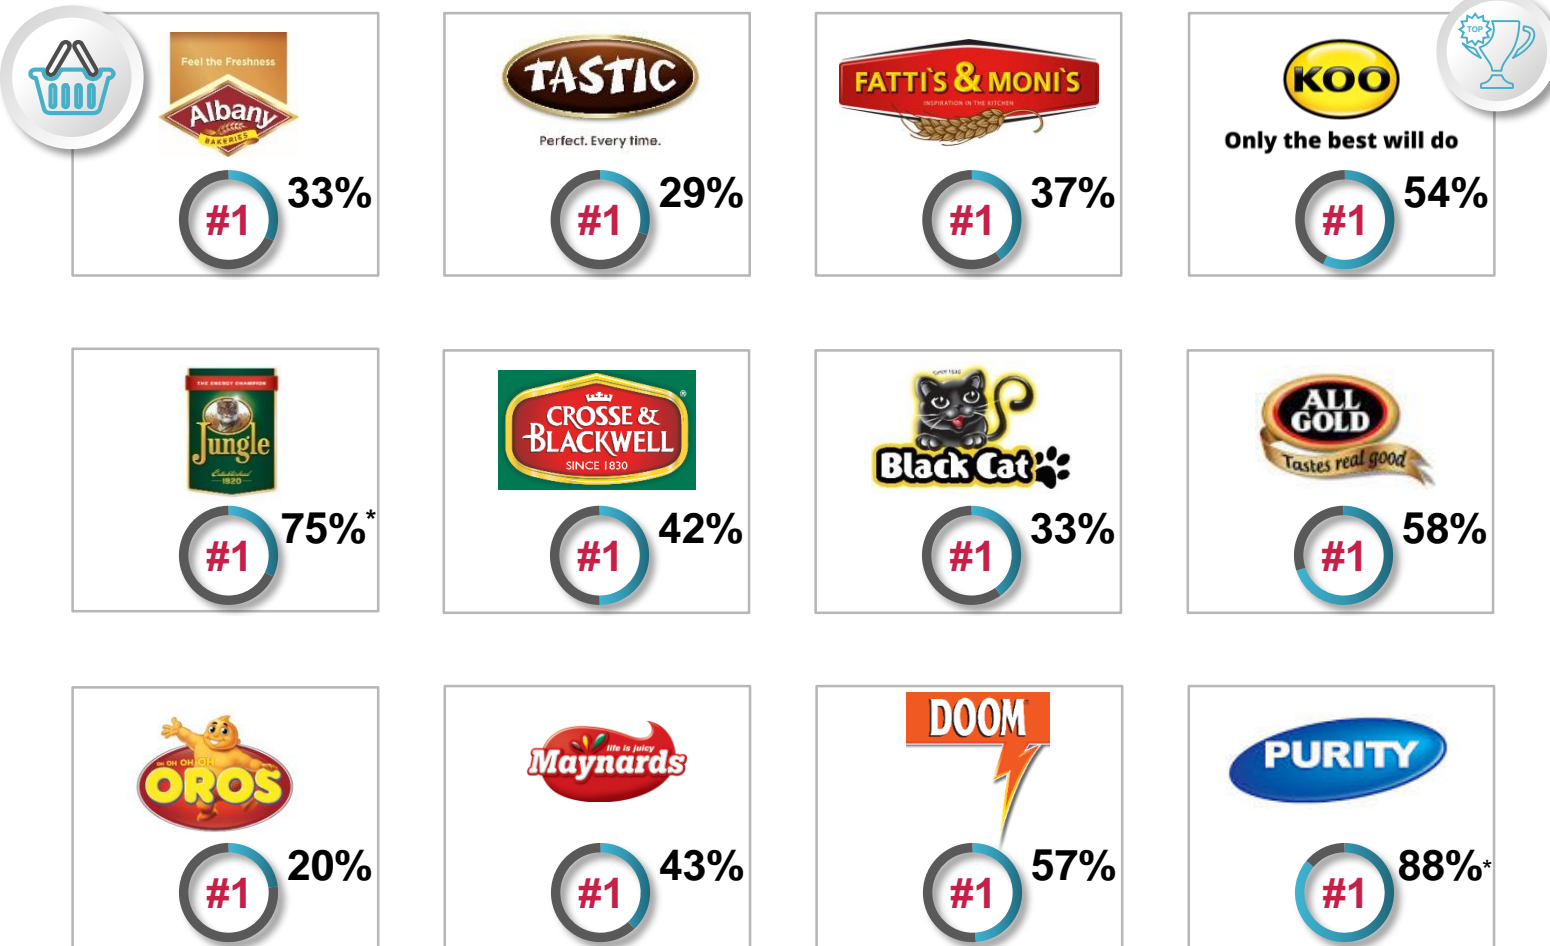 TOP
Feel the Freshness
Albany
BAKERIES
33%
#1
TASTIC
Perfect. Every time.
29%
#1
FATTI`S & MONI`S
INSPIRATION IN THE KITCHEN
37%
#1
KOO
Only the best will do
54%
#1
THE ENERGY CHAMPION
Jungle
Established
1920
75%*
#1
CROSSE &
BLACKWELL
SINCE 1830
®
42%
#1
Black Cat
33%
#1
ALL
GOLD
Tastes real good
58%
#1
OH OH OH OH
OROS
20%
#1
life is juicy
Maynards
43%
#1
DOOM
57%
#1
PURITY
88%*
#1